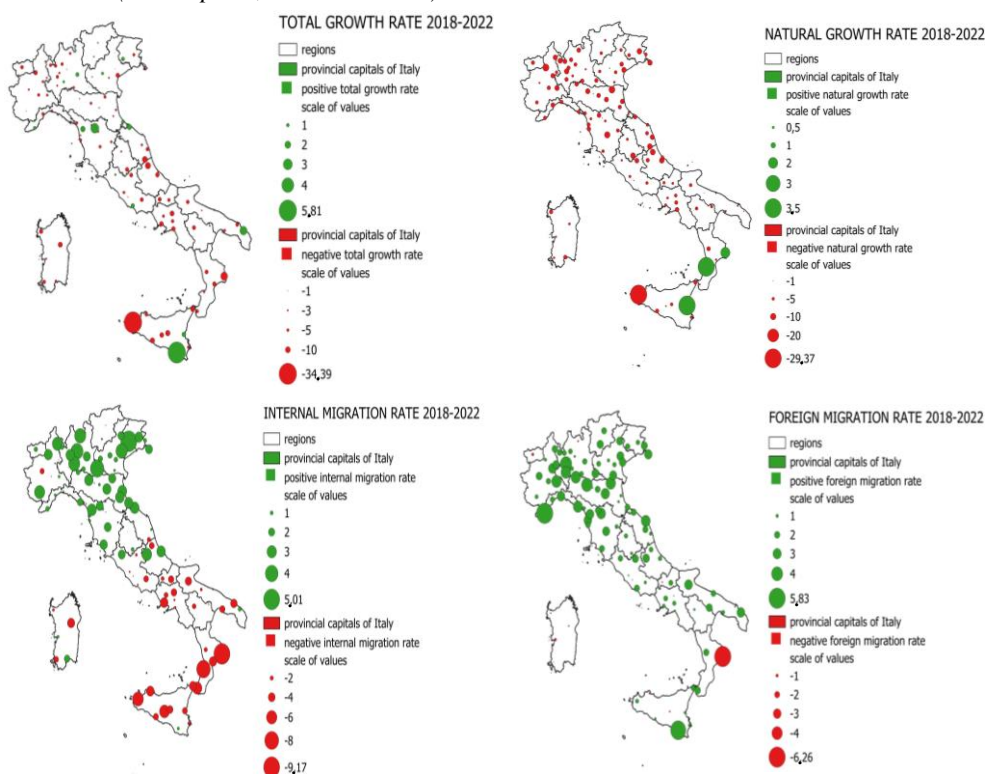 TOTAL GROWTH RATE 2018-2022
regions
provincial capitals of Italy
positive total growth rate
scale of values
1
2
3
4
5,81
provincial capitals of Italy
negative total growth rate
scale of values
-1
-3
-5
-10
-34,39
NATURAL GROWTH RATE 2018-2022
regions
provincial capitals of Italy
positive natural growth rate
scale of values
0,5
1
2
3
3,5
provincial capitals of Italy
negative natural growth rate
scale of values
-1
-5
-10
-20
-29,37
INTERNAL MIGRATION RATE 2018-2022
regions
provincial capitals of Italy
positive internal migration rate
scale of values
1
2
3
4
5,01
provincial capitals of Italy
negative internal migration rate
scale of values
-2
-4
-6
-8
-9,17
FOREIGN MIGRATION RATE 2018-2022
regions
provincial capitals of Italy
positive foreign migration rate
scale of values
1
2
3
4
5,83
provincial capitals of Italy
negative foreign migration rate
scale of values
-1
-2
-3
-4
-6,26